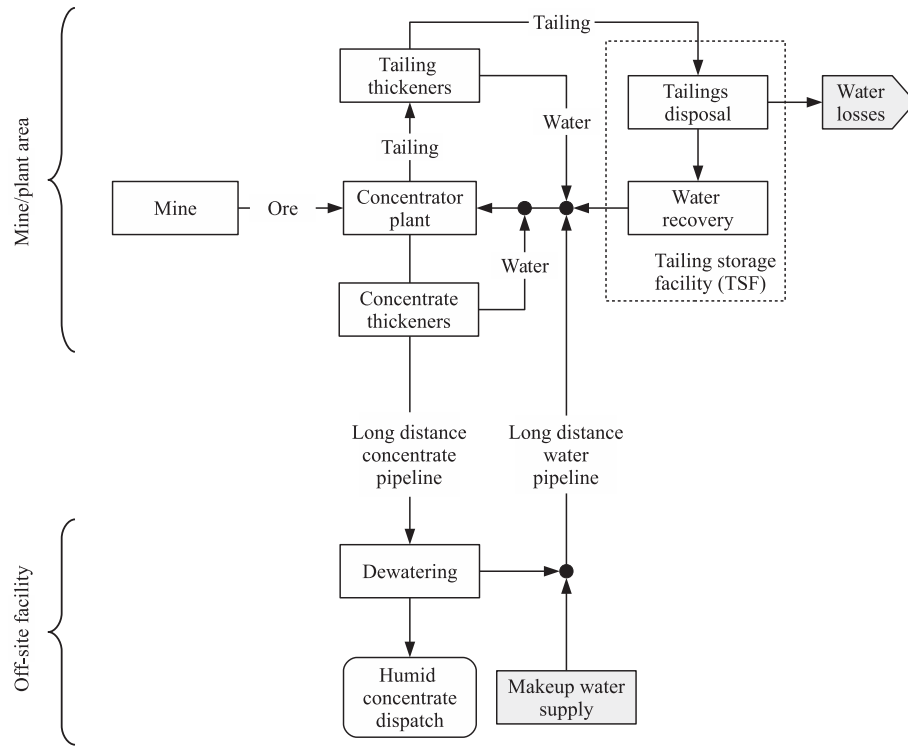 Tailing
Tailing
thickeners
Tailings
disposal
Water
losses
Water
Tailing
Mine/plant area
Mine
Ore
Concentrator
plant
Water
recovery
Water
Tailing storage
facility (TSF)
Concentrate
thickeners
Long distance
concentrate
pipeline
Long distance
water
pipeline
Off-site facility
Dewatering
Humid
concentrate
dispatch
Makeup water
supply